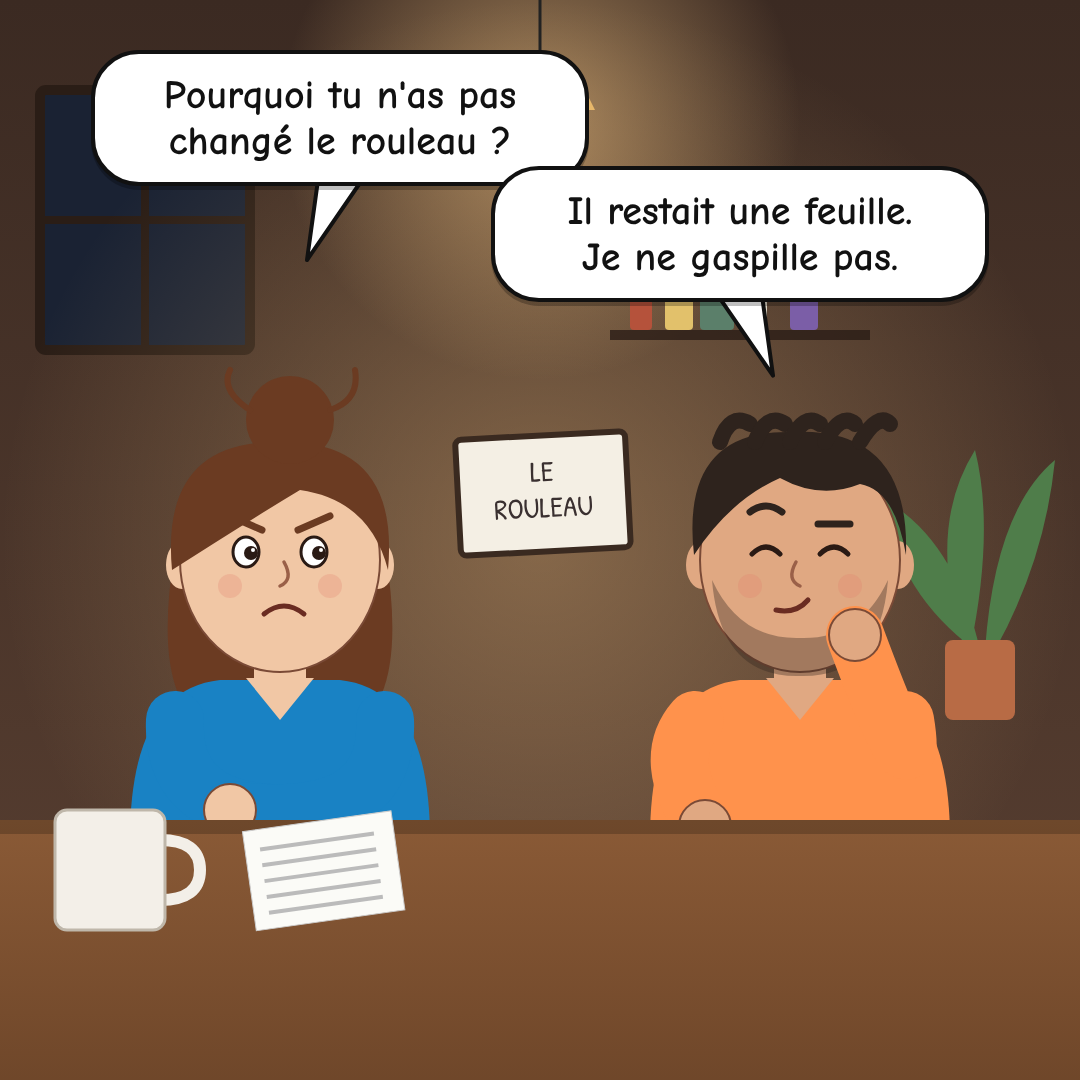 Pourquoi tu n'as pas
changé le rouleau ?
Il restait une feuille.
Je ne gaspille pas.
LE
ROULEAU